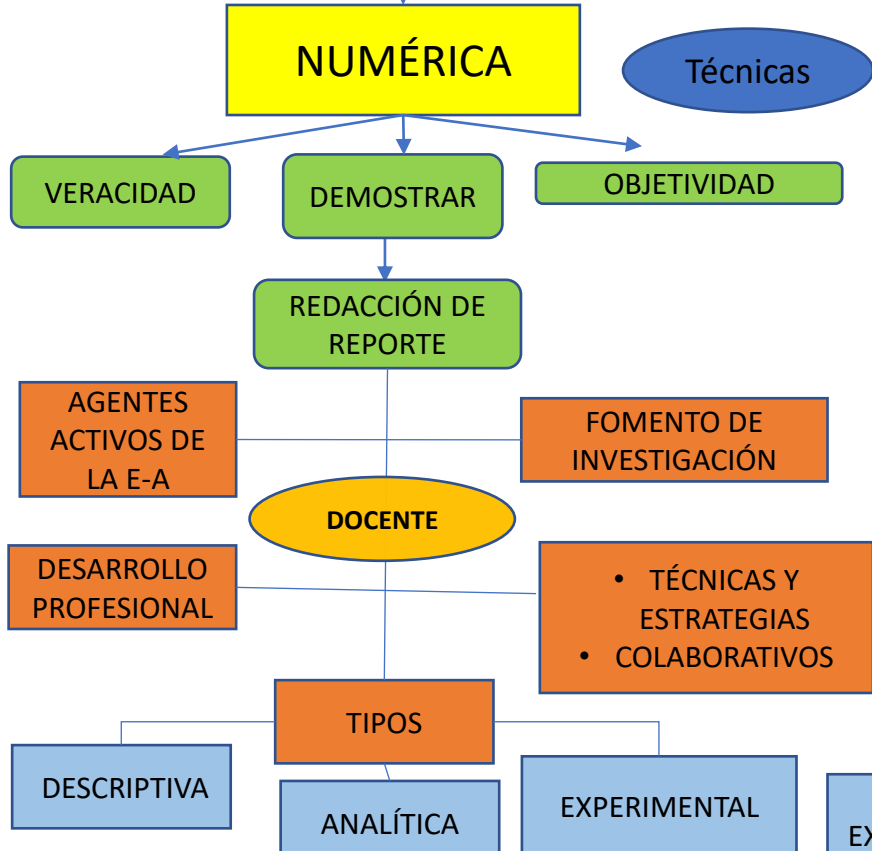 NUMÉRICA
Técnicas
VERACIDAD
DEMOSTRAR
OBJETIVIDAD
REDACCIÓN DE
REPORTE
AGENTES
ACTIVOS DE
LA E-A
FOMENTO DE
INVESTIGACIÓN
DOCENTE
DESARROLLO
PROFESIONAL
• TÉCNICAS Y
ESTRATEGIAS
• COLABORATIVOS
TIPOS
DESCRIPTIVA
ANALÍTICA
EXPERIMENTAL